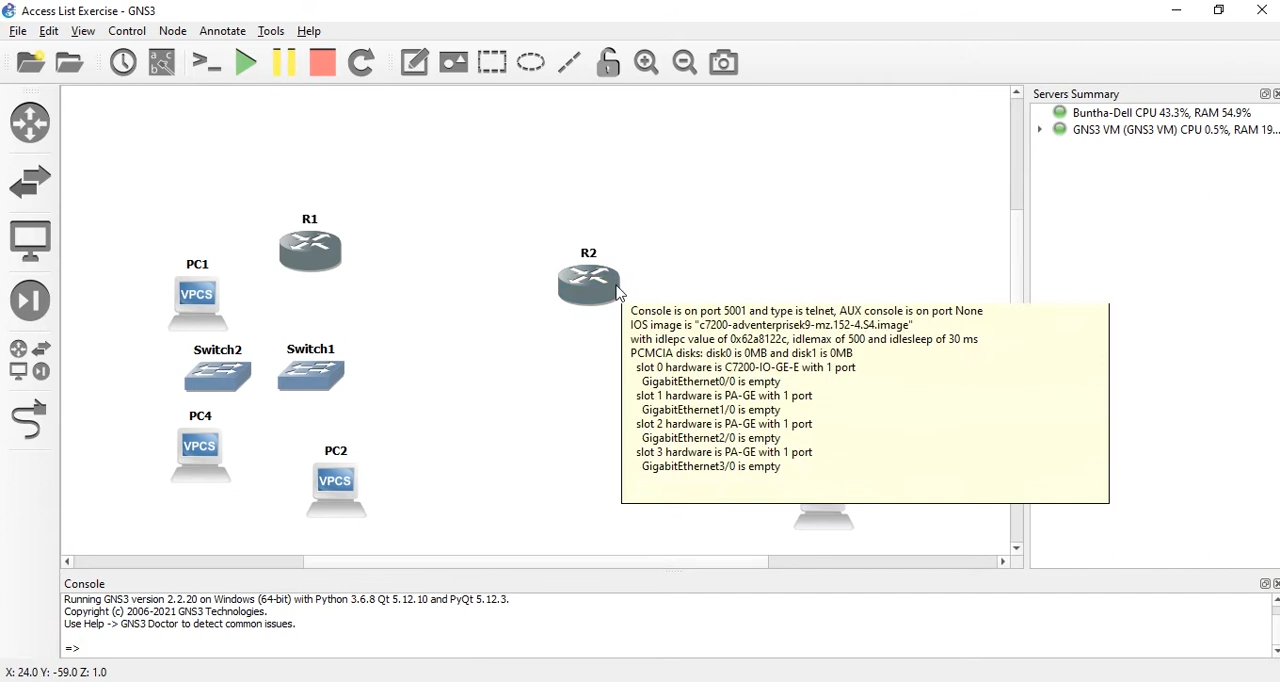 Access List Exercise - GNS3
File Edit View Control Node Annotate Tools Help
Servers Summary
Buntha-Dell CPU 43.3%, RAM 54.9%
GNS3 VM (GNS3 VM) CPU 0.5%, RAM 19...
R1
R2
PC1
VPCS
Console is on port 5001 and type is telnet, AUX console is on port None
IOS image is "c7200-adventerprisek9-mz.152-4.S4.image"
with idlepc value of 0x62a8122c, idlemax of 500 and idlesleep of 30 ms
PCMCIA disks: disk0 is 0MB and disk1 is 0MB
slot 0 hardware is C7200-IO-GE-E with 1 port
GigabitEthernet0/0 is empty
slot 1 hardware is PA-GE with 1 port
GigabitEthernet1/0 is empty
slot 2 hardware is PA-GE with 1 port
GigabitEthernet2/0 is empty
slot 3 hardware is PA-GE with 1 port
GigabitEthernet3/0 is empty
Switch2
Switch1
PC4
VPCS
PC2
VPCS
Console
Running GNS3 version 2.2.20 on Windows (64-bit) with Python 3.6.8 Qt 5.12.10 and PyQt 5.12.3.
Copyright (c) 2006-2021 GNS3 Technologies.
Use Help -> GNS3 Doctor to detect common issues.
=>
X: 24.0 Y: -59.0 Z: 1.0